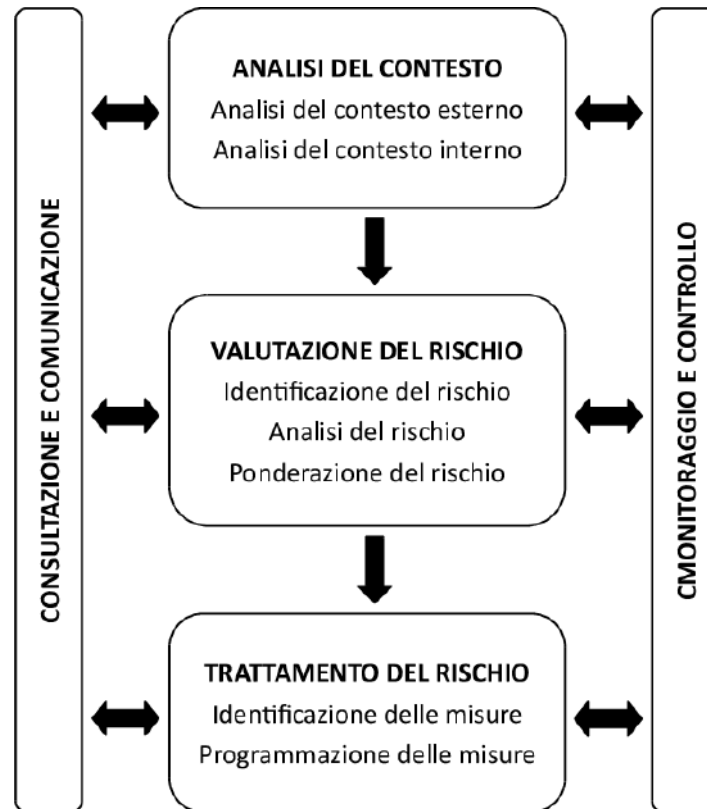 CONSULTAZIONE E COMUNICAZIONE
ANALISI DEL CONTESTO
Analisi del contesto esterno
Analisi del contesto interno
VALUTAZIONE DEL RISCHIO
Identificazione del rischio
Analisi del rischio
Ponderazione del rischio
TRATTAMENTO DEL RISCHIO
Identificazione delle misure
Programmazione delle misure
CMONITORAGGIO E CONTROLLO